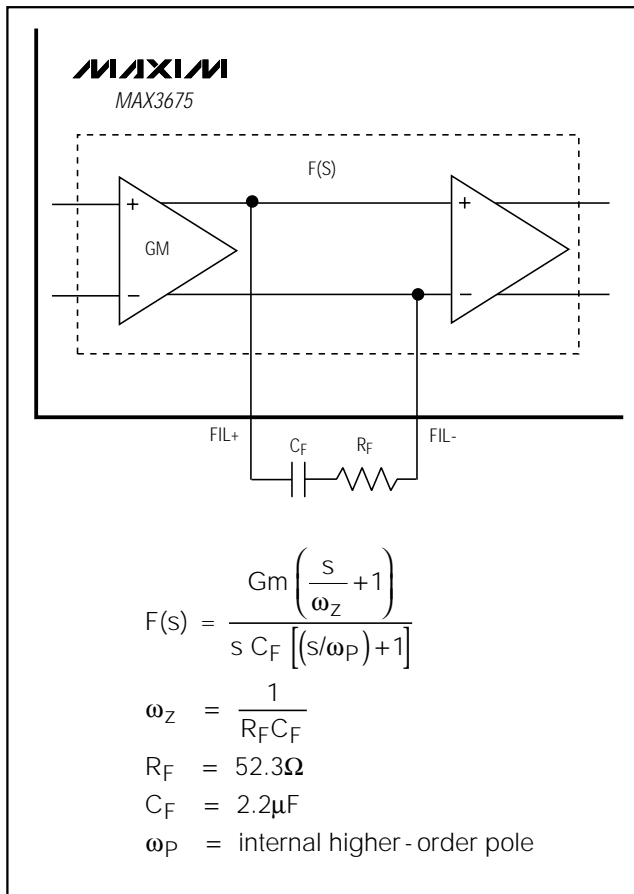 MAXIM
MAX3675
F(S)
+
+
GM
−
−
FIL+
CF
RF
FIL-
F(s) = Gm (s/ωZ +1) / s CF [(s/ωP)+1]
ωZ = 1 / RFCF
RF = 52.3Ω
CF = 2.2μF
ωP = internal higher - order pole